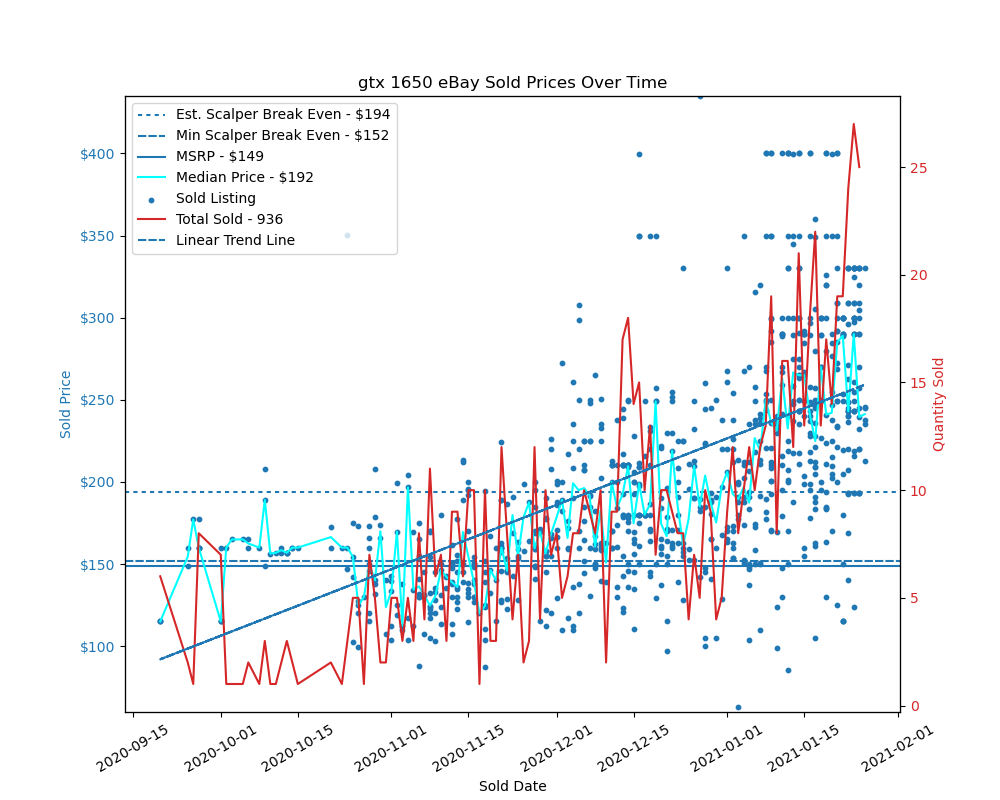 gtx 1650 eBay Sold Prices Over Time
Est. Scalper Break Even - $194
Min Scalper Break Even - $152
MSRP - $149
Median Price - $192
Sold Listing
Total Sold - 936
Linear Trend Line
$400
$350
$300
$250
$200
$150
$100
Sold Price
25
20
15
10
5
0
Quantity Sold
2020-09-15
2020-10-01
2020-10-15
2020-11-01
2020-11-15
2020-12-01
2020-12-15
2021-01-01
2021-01-15
2021-02-01
Sold Date